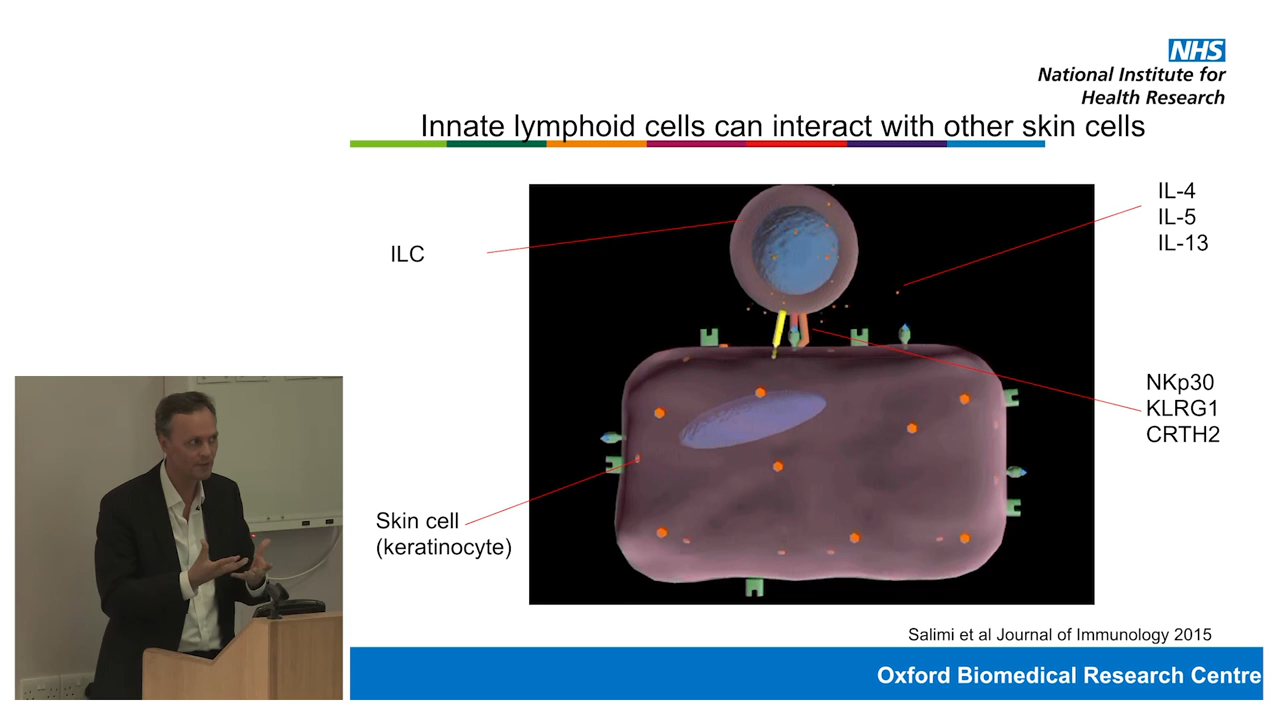 NHS
National Institute for
Health Research
Innate lymphoid cells can interact with other skin cells
IL-4
IL-5
IL-13
ILC
NKp30
KLRG1
CRTH2
Skin cell
(keratinocyte)
Salimi et al Journal of Immunology 2015
Oxford Biomedical Research Centre